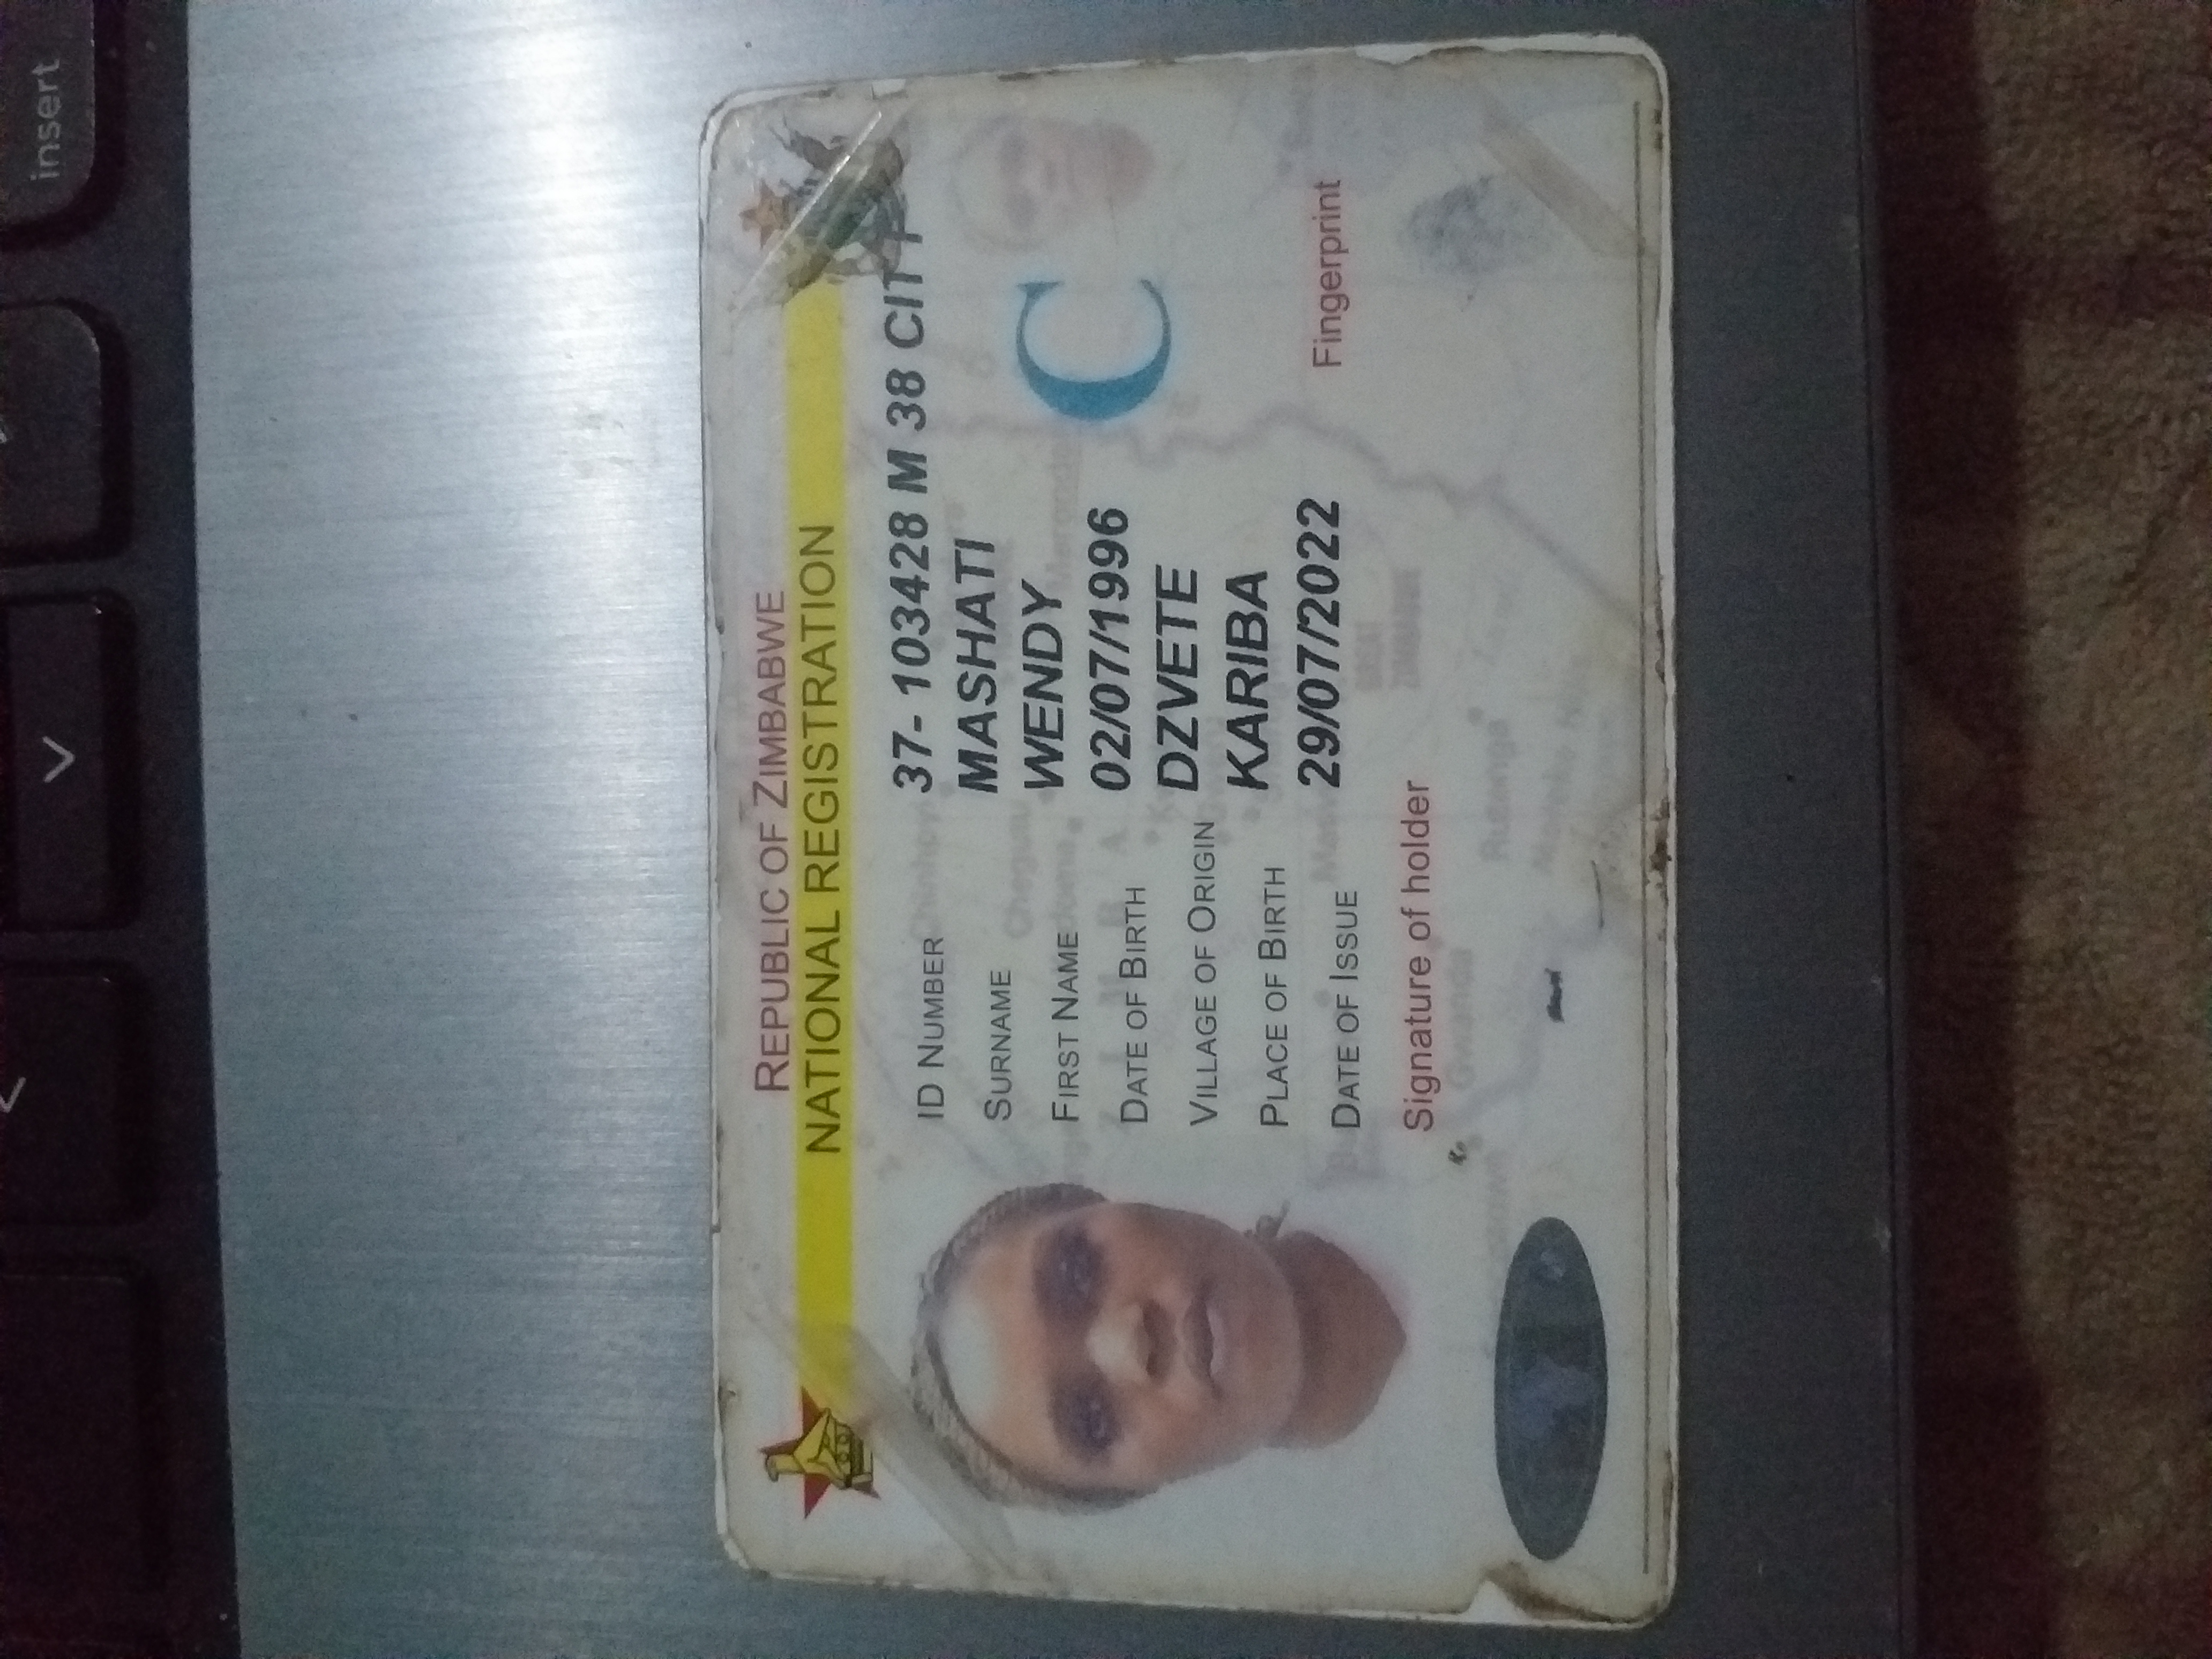 insert
REPUBLIC OF ZIMBABWE
NATIONAL REGISTRATION
ID NUMBER 37- 103428 M 38 CIT F
SURNAME MASHATI
FIRST NAME WENDY
DATE OF BIRTH 02/07/1996
VILLAGE OF ORIGIN DZVETE
PLACE OF BIRTH KARIBA
DATE OF ISSUE 29/07/2022
C
Fingerprint
Signature of holder
Gwanda
Rutenga